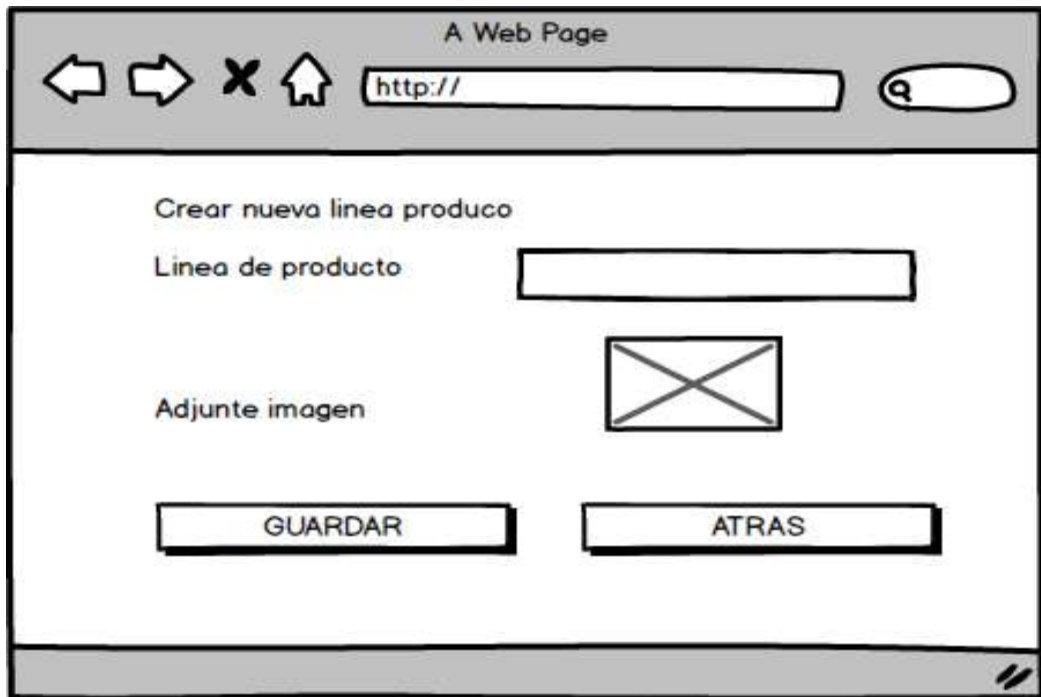 A Web Page
http://
Crear nueva linea produco
Linea de producto
Adjunte imagen
GUARDAR
ATRAS